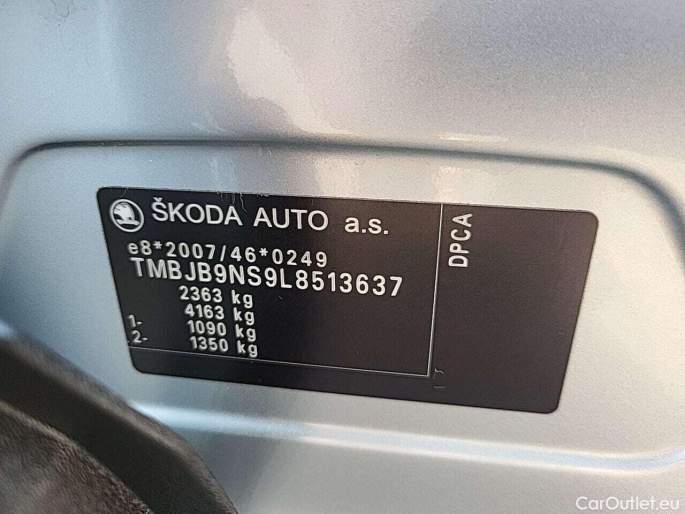 ŠKODA AUTO a.s.
e8*2007/46*0249
TMBJB9NS9L8513637
2363 kg
4163 kg
1- 1090 kg
2- 1350 kg
DPCA
CarOutlet.eu